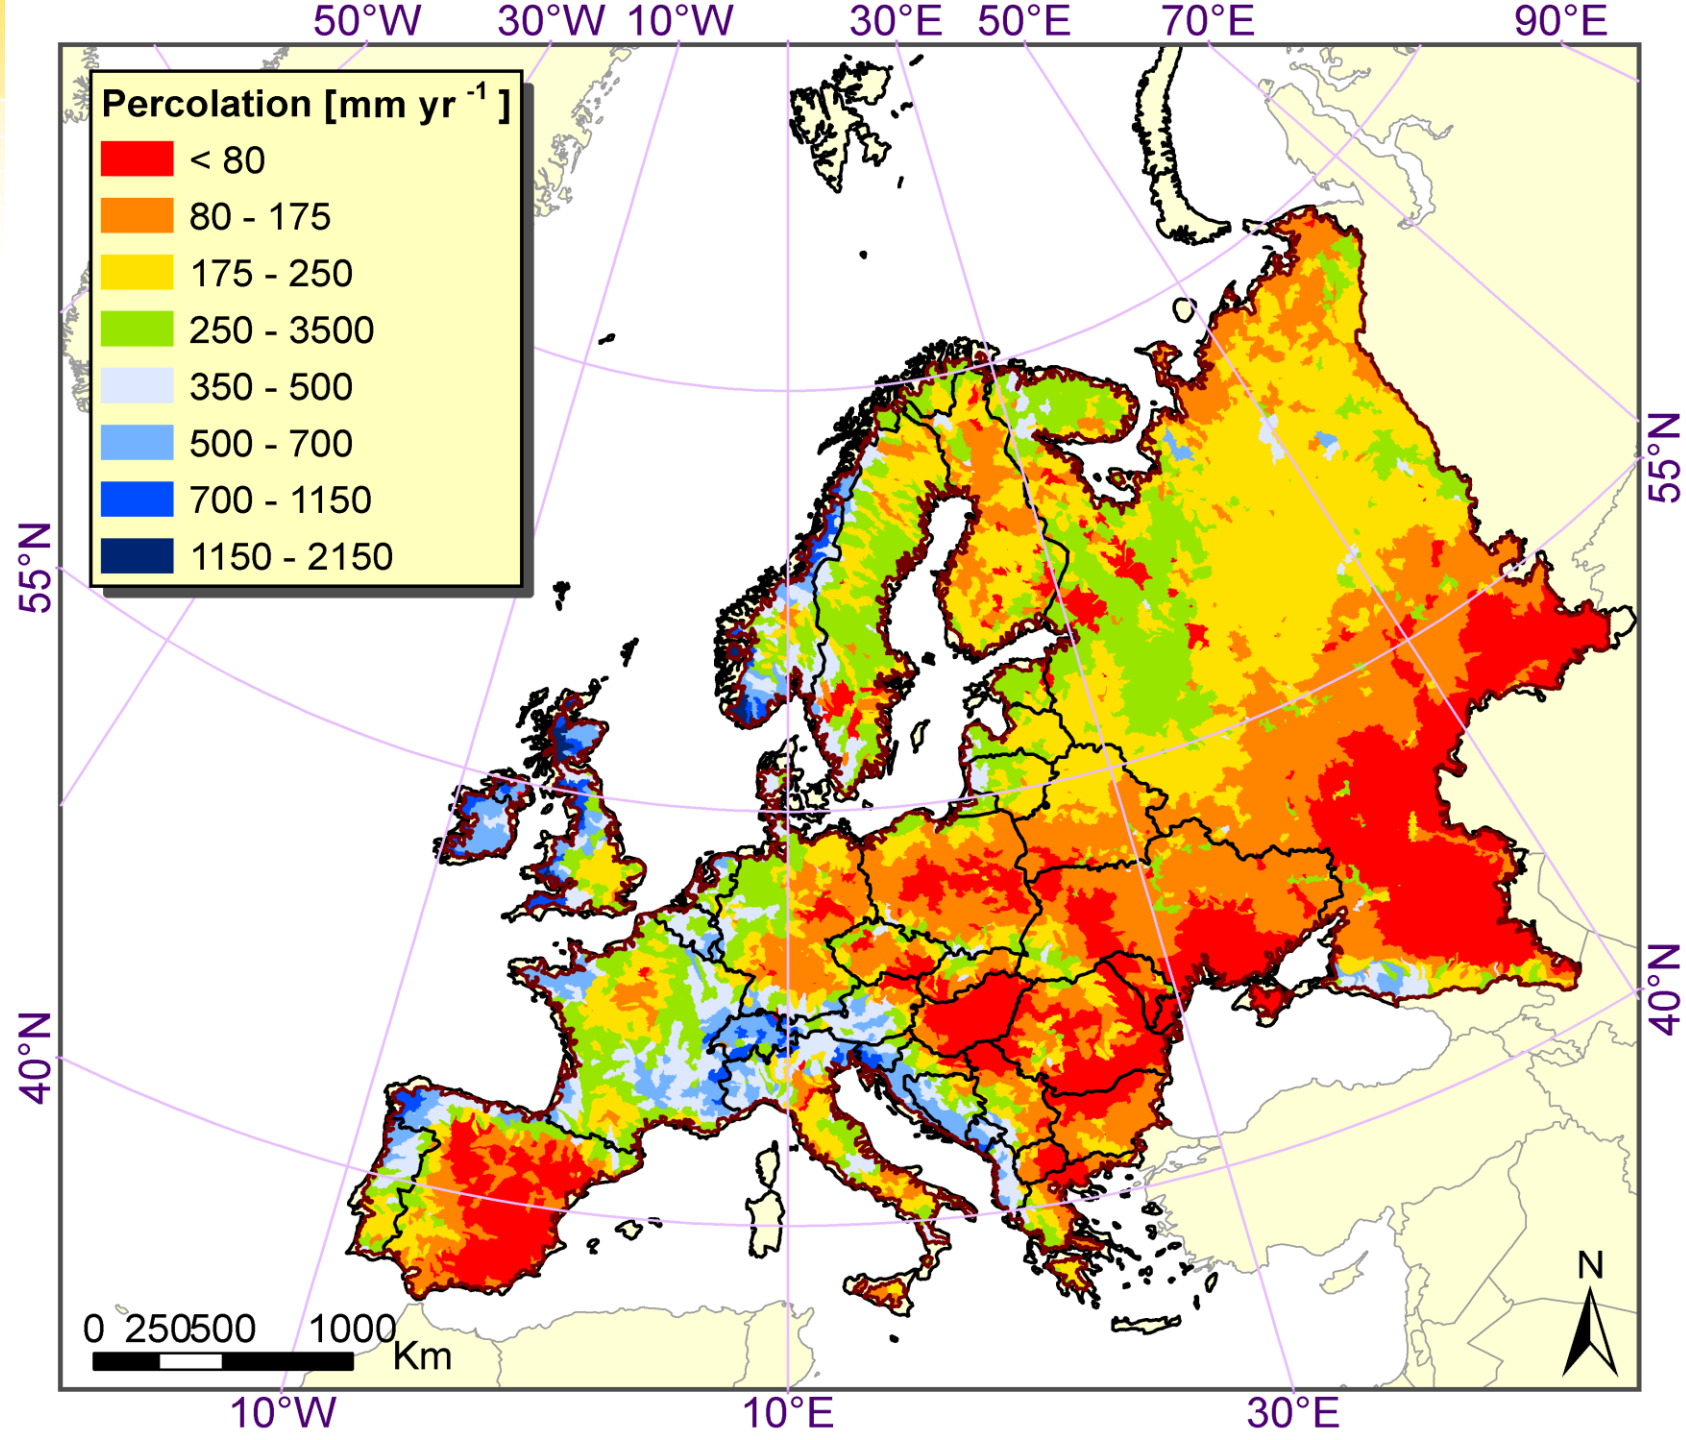 50°W 30°W 10°W 30°E 50°E 70°E 90°E
Percolation [mm yr -1 ]
< 80
80 - 175
175 - 250
250 - 3500
350 - 500
500 - 700
700 - 1150
1150 - 2150
55°N
55°N
40°N
40°N
N
0 250500 1000
Km
10°W 10°E 30°E